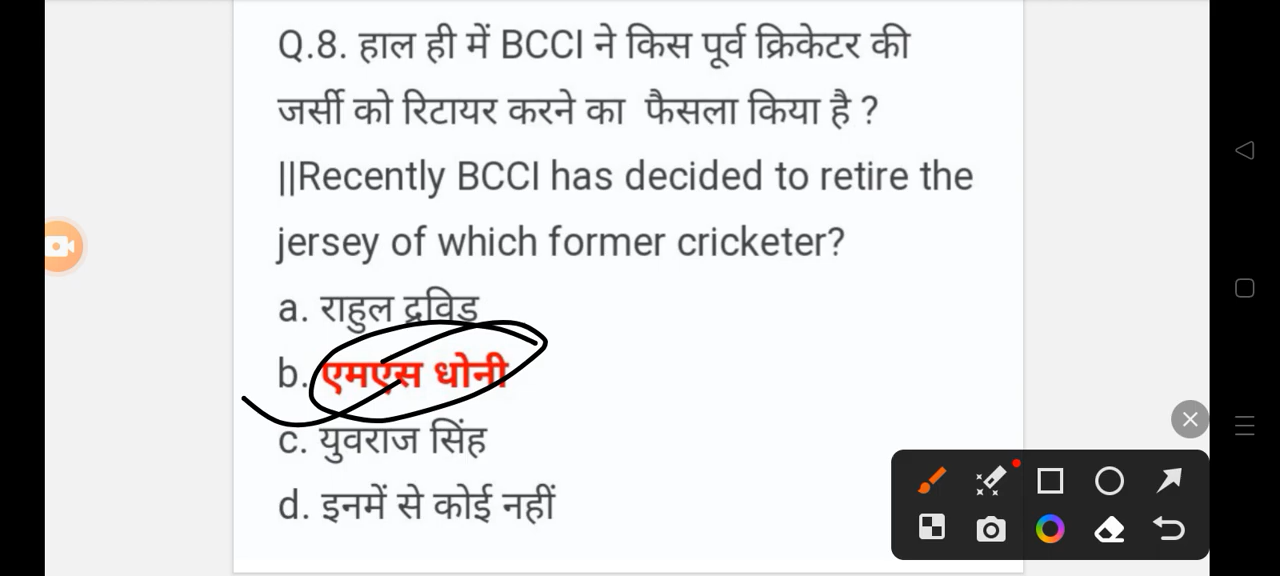 Q.8. हाल ही में BCCI ने किस पूर्व क्रिकेटर की
जर्सी को रिटायर करने का फैसला किया है ?
||Recently BCCI has decided to retire the
jersey of which former cricketer?
a. राहुल द्रविड
b. एमएस धोनी
c. युवराज सिंह
d. इनमें से कोई नहीं